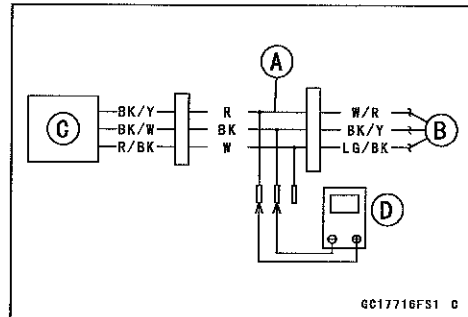 A
BK/Y R W/R
C BK/W BK BK/Y B
R/BK W LG/BK
D
⊖ ⊕
GC17716FS1 C